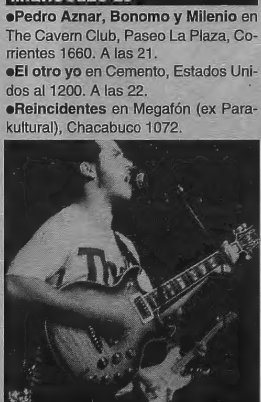 ●Pedro Aznar, Bonomo y Milenio en
The Cavern Club, Paseo La Plaza, Co-
rrientes 1660. A las 21.
●El otro yo en Cemento, Estados Uni-
dos al 1200. A las 22.
●Reincidentes en Megafón (ex Para-
kultural), Chacabuco 1072.